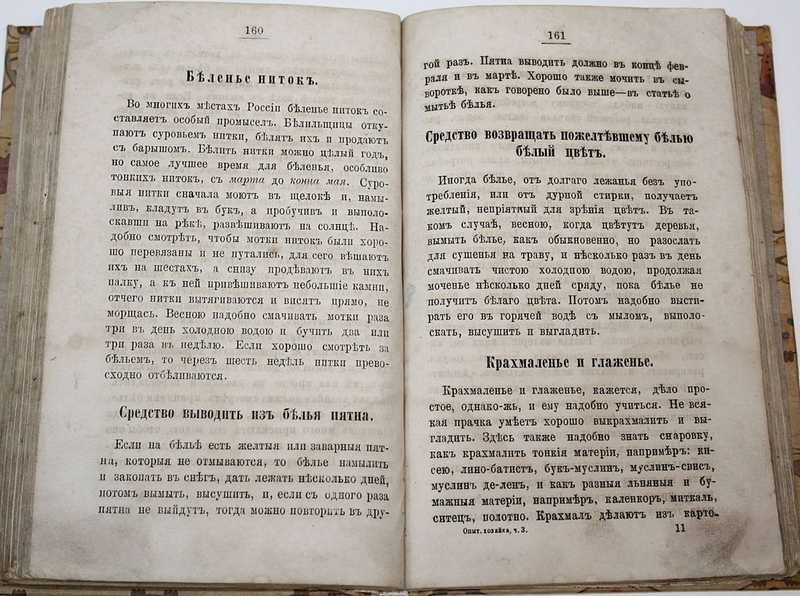 160
Бѣленье нитокъ.
Во многихъ мѣстахъ Россіи бѣленье нитокъ со-
ставляетъ особый промыселъ. Бѣлильщицы отку-
паютъ суровьемъ нитки, бѣлятъ ихъ и продаютъ
съ барышомъ. Бѣлить нитки можно цѣлый годъ,
но самое лучшее время для бѣленья, особливо
тонкихъ нитокъ, съ марта до конца мая. Суро-
выя нитки сначала моютъ въ щелокѣ и, намы-
ливъ, кладутъ въ букъ, а пробучивъ и выполо-
скавши на рѣкѣ, развѣшиваютъ на солнцѣ. На-
добно смотрѣть, чтобы мотки нитокъ были хоро-
шо перевязаны и не путались, для сего вѣшаютъ
ихъ на шестахъ, а снизу продѣваютъ въ нихъ
палку, а къ ней привѣшиваютъ небольшіе камни,
отчего нитки вытягиваются и висятъ прямо, не
морщась. Весною надобно смачивать мотки раза
три въ день холодною водою и бучить два или
три раза въ недѣлю. Если хорошо смотрѣть за
бѣльемъ, то черезъ шесть недѣль нитки прево-
сходно отбѣливаются.
Средство выводить изъ бѣлья пятна.
Если на бѣльѣ есть желтыя или заварныя пят-
на, которыя не отмываются, то бѣлье намылить
и закопать въ снѣгъ, дать лежать нѣсколько дней,
потомъ вымыть, высушить, и, если съ одного раза
пятна не выйдутъ, тогда можно повторить въ дру-
161
гой разъ. Пятна выводить должно въ концѣ фев-
раля и въ мартѣ. Хорошо также мочить въ сы-
вороткѣ, какъ говорено было выше—въ статьѣ о
мытьѣ бѣлья.
Средство возвращать пожелтѣвшему бѣлью
бѣлый цвѣтъ.
Иногда бѣлье, отъ долгаго лежанья безъ упо-
требленія, или отъ дурной стирки, получаетъ
желтый, непріятный для зрѣнія цвѣтъ. Въ та-
комъ случаѣ, весною, когда цвѣтутъ деревья,
вымыть бѣлье, какъ обыкновенно, но разослать
для сушенья на траву, и нѣсколько разъ въ день
смачивать чистою холодною водою, продолжая
моченье нѣсколько дней сряду, пока бѣлье не
получитъ бѣлаго цвѣта. Потомъ надобно высти-
рать его въ горячей водѣ съ мыломъ, выполо-
скать, высушить и выгладить.
Крахмаленье и глаженье.
Крахмаленье и глаженье, кажется, дѣло про-
стое, однако-жъ, и ему надобно учиться. Не вся-
кая прачка умѣетъ хорошо выкрахмалить и вы-
гладить. Здѣсь также надобно знать снаровку,
какъ крахмалить тонкія матеріи, напримѣръ: ки-
сею, лино-батистъ, букъ-муслинъ, муслинъ-свисъ,
муслинъ де-ленъ, и какъ разныя льняныя и бу-
мажныя матеріи, напримѣръ, каленкоръ, миткаль,
ситецъ, полотно. Крахмалъ дѣлаютъ изъ карто-
Опыт. хозяйка, ч. 3.
11